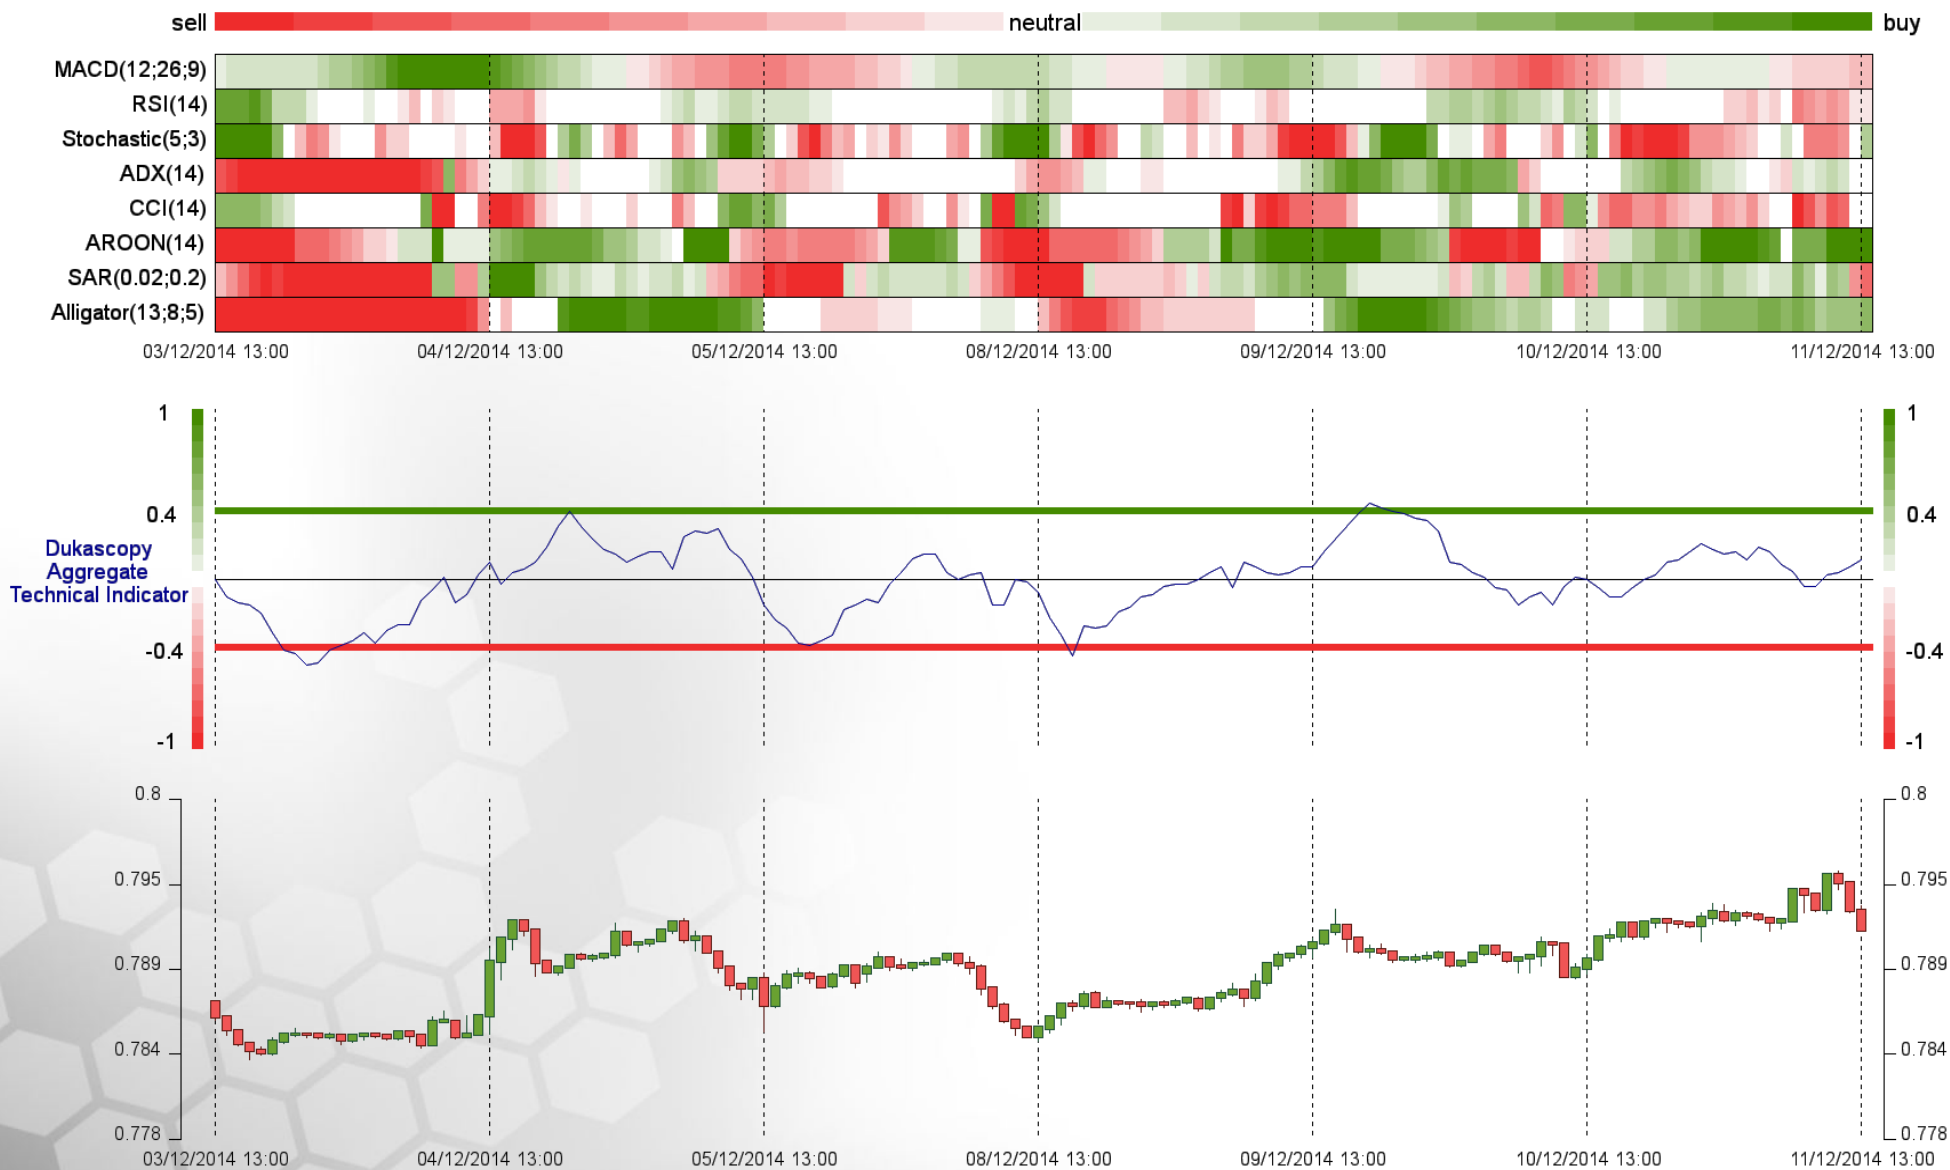 sell neutral buy
MACD(12;26;9)
RSI(14)
Stochastic(5;3)
ADX(14)
CCI(14)
AROON(14)
SAR(0.02;0.2)
Alligator(13;8;5)
03/12/2014 13:00 04/12/2014 13:00 05/12/2014 13:00 08/12/2014 13:00 09/12/2014 13:00 10/12/2014 13:00 11/12/2014 13:00
1 1
0.4 0.4
Dukascopy
Aggregate
Technical Indicator
-0.4 -0.4
-1 -1
0.8 0.8
0.795 0.795
0.789 0.789
0.784 0.784
0.778 0.778
03/12/2014 13:00 04/12/2014 13:00 05/12/2014 13:00 08/12/2014 13:00 09/12/2014 13:00 10/12/2014 13:00 11/12/2014 13:00